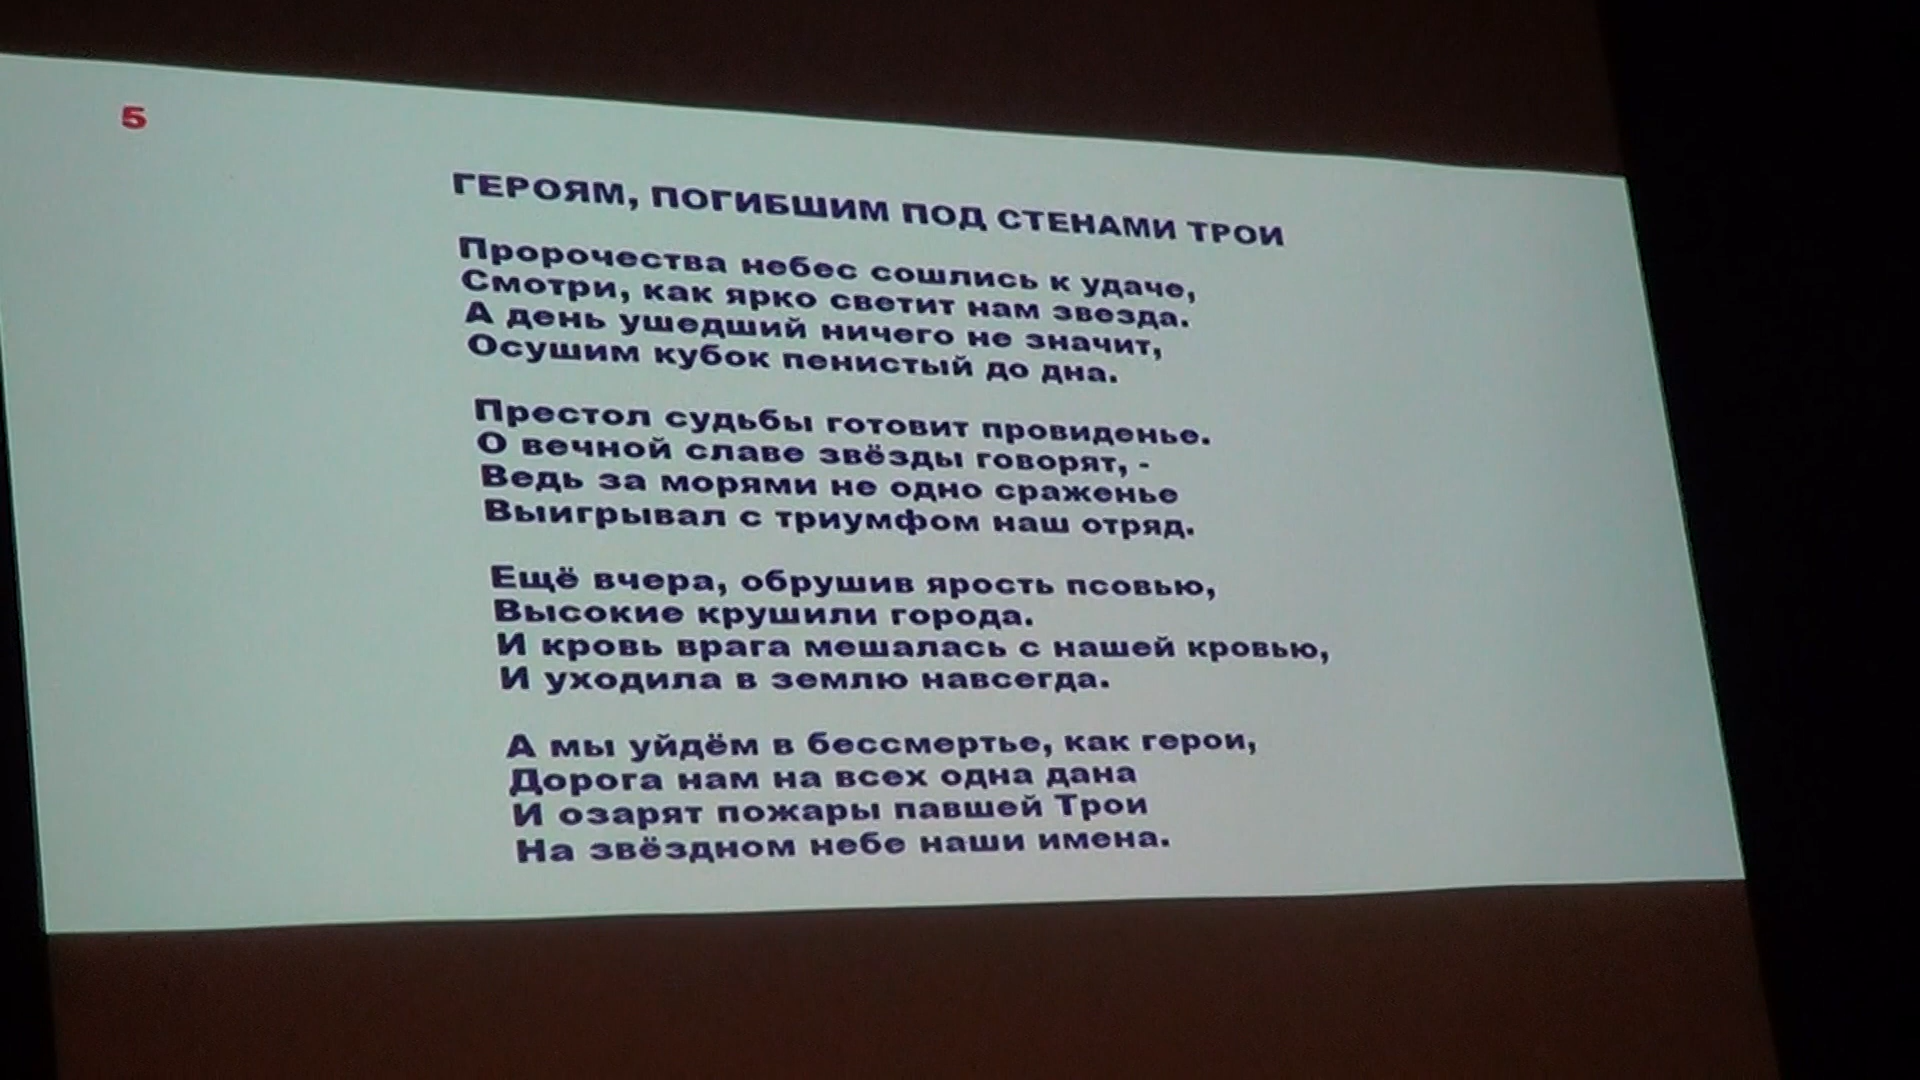 5
ГЕРОЯМ, ПОГИБШИМ ПОД СТЕНАМИ ТРОИ
Пророчества небес сошлись к удаче,
Смотри, как ярко светит нам звезда.
А день ушедший ничего не значит,
Осушим кубок пенистый до дна.
Престол судьбы готовит провиденье.
О вечной славе звёзды говорят, -
Ведь за морями не одно сраженье
Выигрывал с триумфом наш отряд.
Ещё вчера, обрушив ярость псовью,
Высокие крушили города.
И кровь врага мешалась с нашей кровью,
И уходила в землю навсегда.
А мы уйдём в бессмертье, как герои,
Дорога нам на всех одна дана
И озарят пожары павшей Трои
На звёздном небе наши имена.